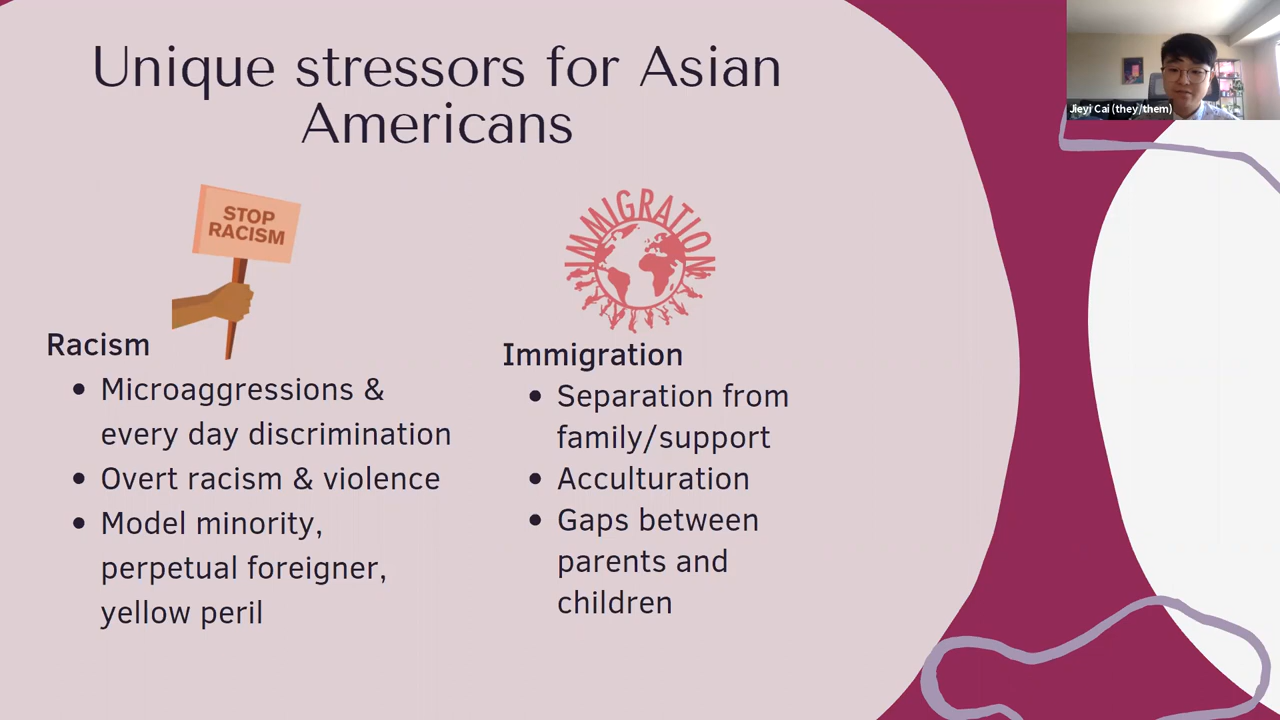 Unique stressors for Asian
Americans
Jieyi Cai (they/them)
STOP
RACISM
IMMIGRATION
Racism
• Microaggressions &
every day discrimination
• Overt racism & violence
• Model minority,
perpetual foreigner,
yellow peril
Immigration
• Separation from
family/support
• Acculturation
• Gaps between
parents and
children